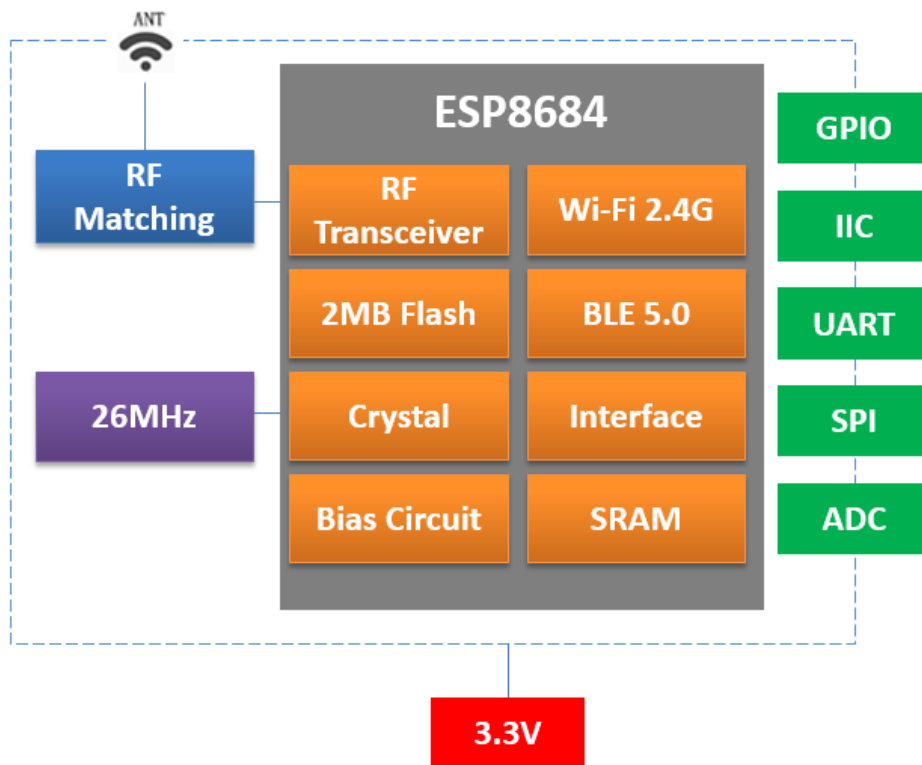 ANT
ESP8684
GPIO
RF
Matching
RF
Transceiver
Wi-Fi 2.4G
IIC
2MB Flash
BLE 5.0
UART
26MHz
Crystal
Interface
SPI
Bias Circuit
SRAM
ADC
3.3V